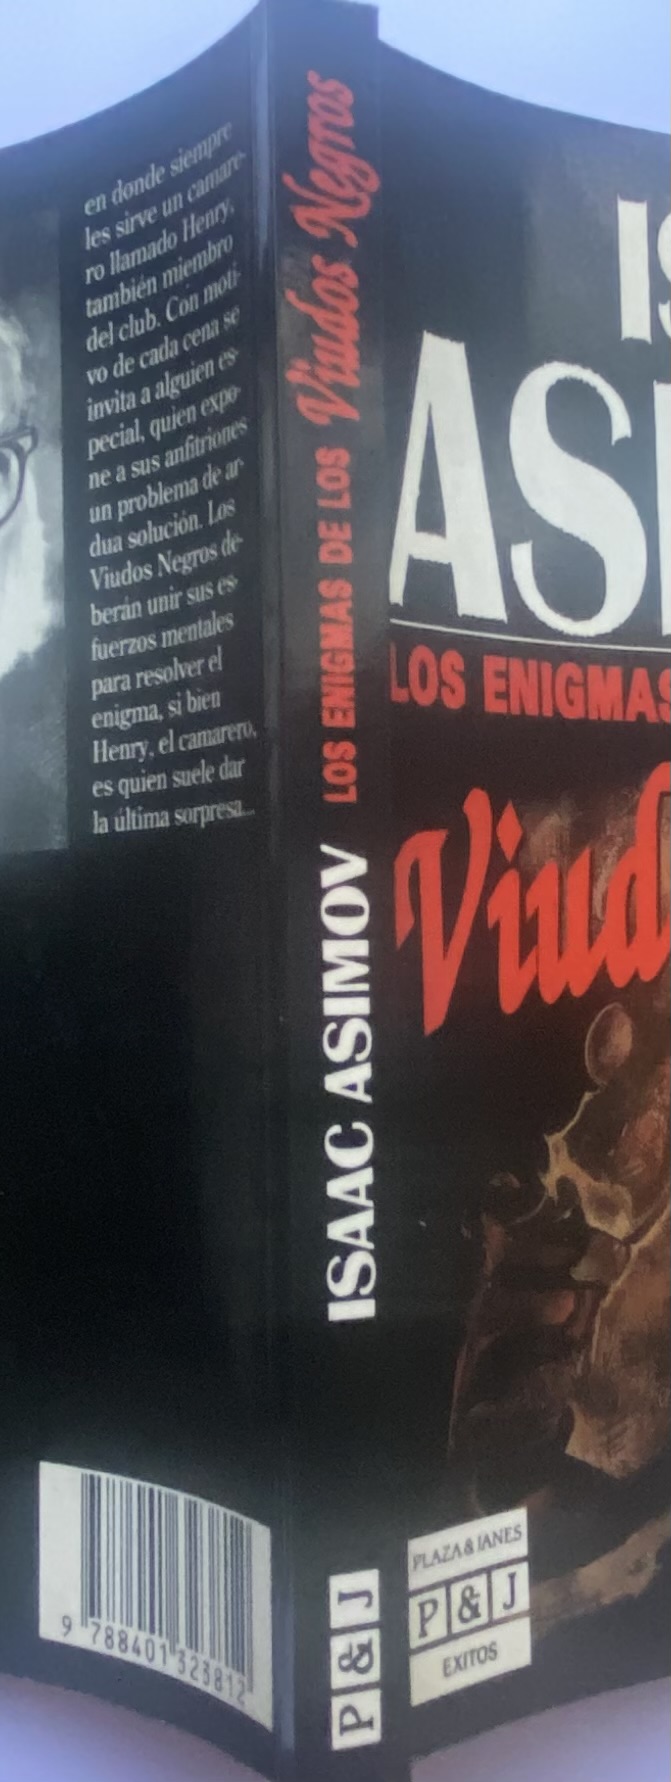 en donde siempre
les sirve un camare-
ro llamado Henry,
también miembro
del club. Con moti-
vo de cada cena se
invita a alguien es-
pecial, quien expo-
ne a sus anfitriones
un problema de ar-
dua solución. Los
Viudos Negros de-
berán unir sus es-
fuerzos mentales
para resolver el
enigma, si bien
Henry, el camarero,
es quien suele dar
la última sorpresa...
9 788401 323812
ISAAC ASIMOV LOS ENIGMAS DE LOS Viudos Negros
P & J
IS
ASI
LOS ENIGMAS
Viud
PLAZA & JANES
P & J
EXITOS